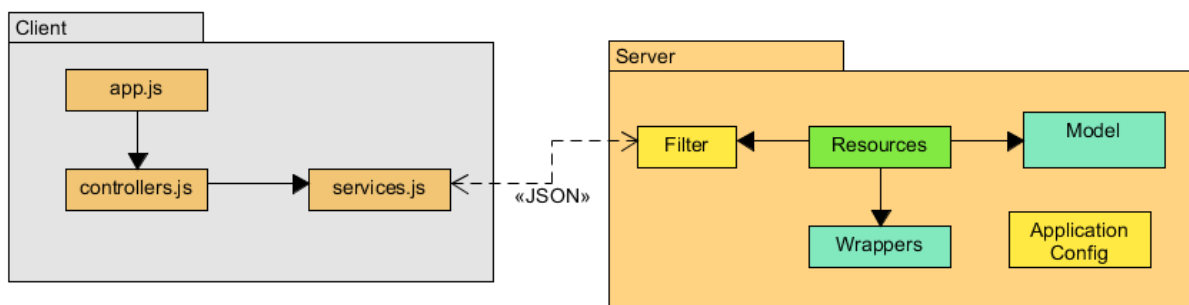 Client
app.js
controllers.js
services.js
«JSON»
Server
Filter
Resources
Model
Wrappers
Application
Config